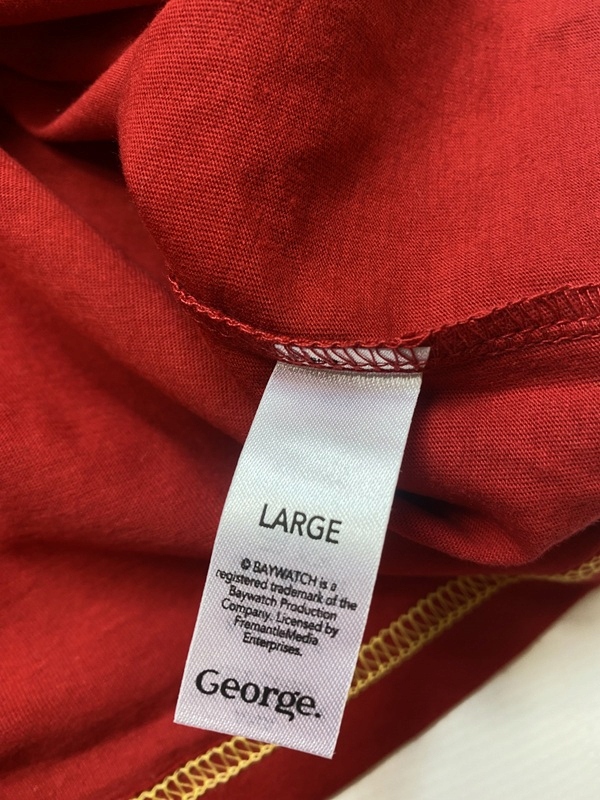 LARGE
© BAYWATCH is a
registered trademark of the
Baywatch Production
Company. Licensed by
FremantleMedia
Enterprises.
George.